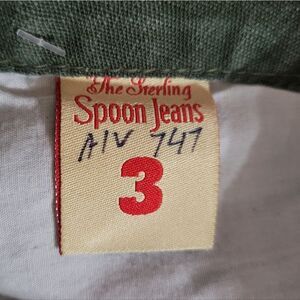 The Sterling
Spoon Jeans
AIV 747
3